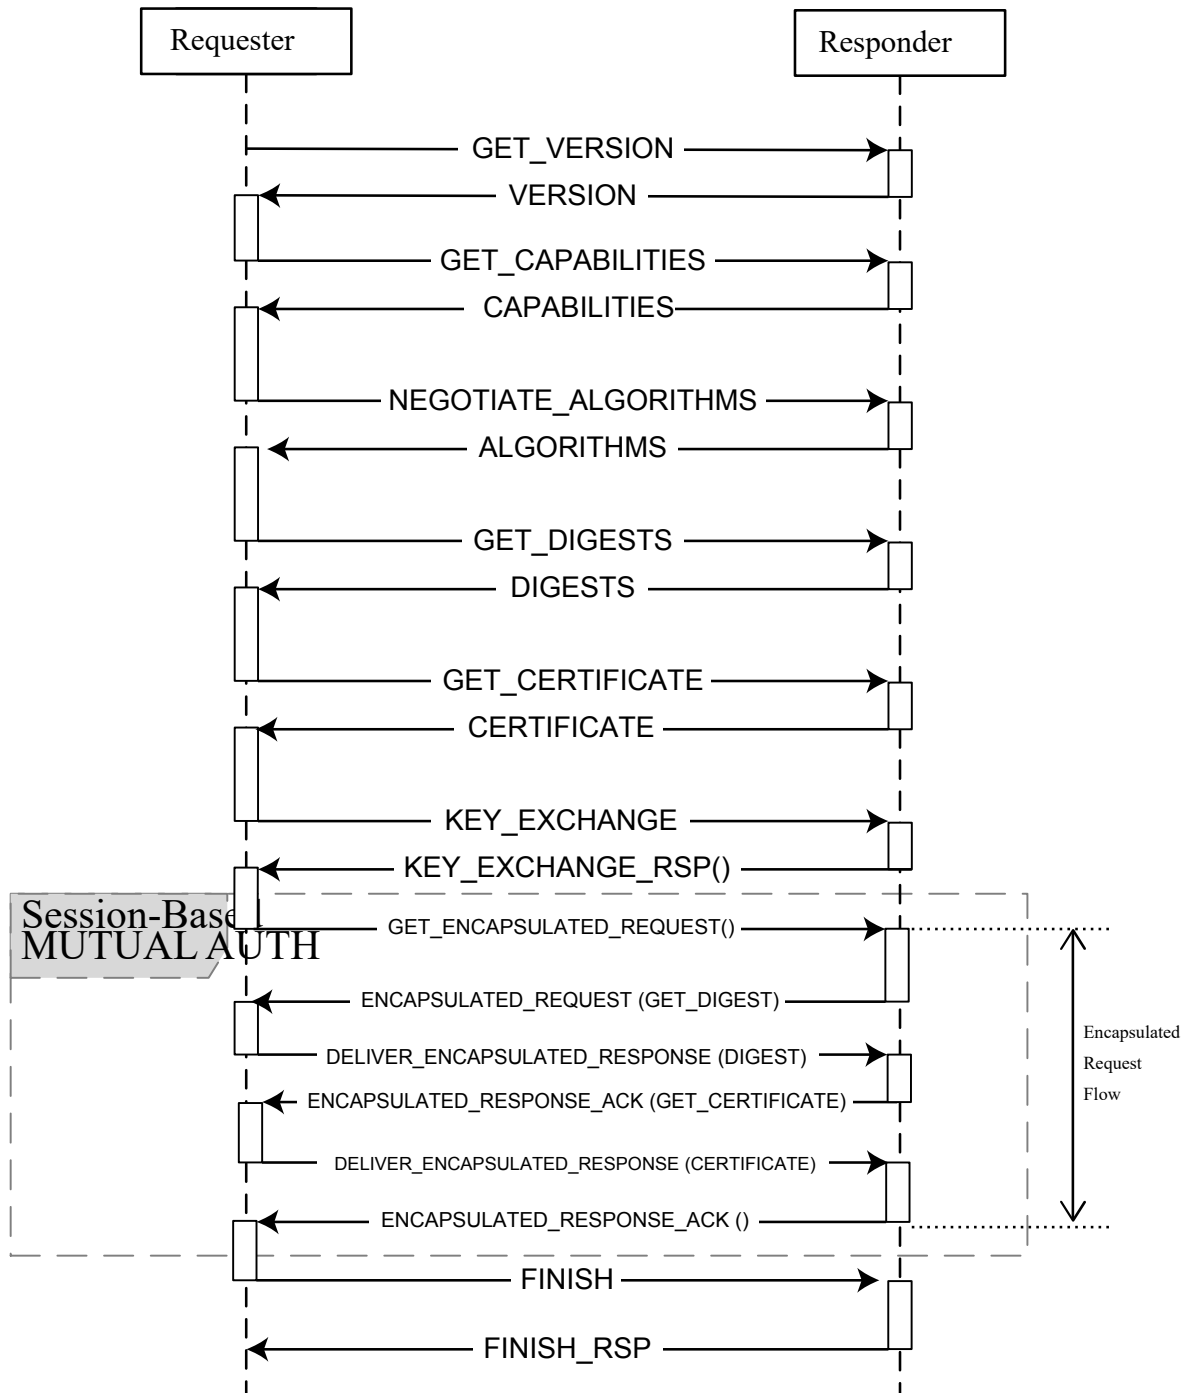 Requester
Responder
GET_VERSION
VERSION
GET_CAPABILITIES
CAPABILITIES
NEGOTIATE_ALGORITHMS
ALGORITHMS
GET_DIGESTS
DIGESTS
GET_CERTIFICATE
CERTIFICATE
KEY_EXCHANGE
KEY_EXCHANGE_RSP()
Session-Based
MUTUAL AUTH
GET_ENCAPSULATED_REQUEST()
ENCAPSULATED_REQUEST (GET_DIGEST)
Encapsulated
Request
Flow
DELIVER_ENCAPSULATED_RESPONSE (DIGEST)
ENCAPSULATED_RESPONSE_ACK (GET_CERTIFICATE)
DELIVER_ENCAPSULATED_RESPONSE (CERTIFICATE)
ENCAPSULATED_RESPONSE_ACK ()
FINISH
FINISH_RSP